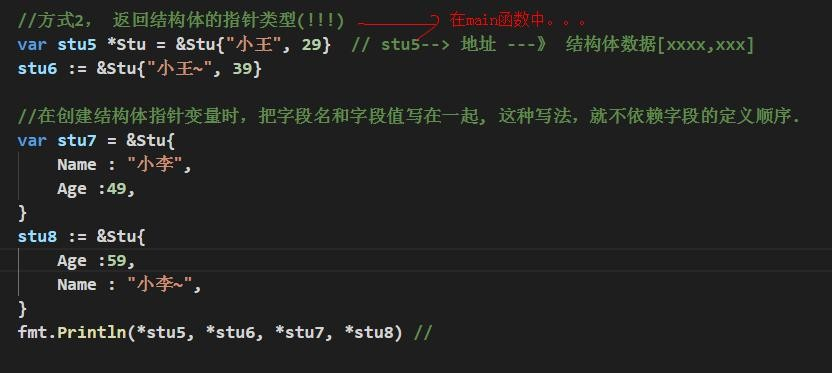 //方式2， 返回结构体的指针类型(!!!) 在main函数中。。。
var stu5 *Stu = &Stu{"小王", 29}  // stu5--> 地址 ---》 结构体数据[xxxx,xxx]
stu6 := &Stu{"小王~", 39}
//在创建结构体指针变量时，把字段名和字段值写在一起, 这种写法，就不依赖字段的定义顺序.
var stu7 = &Stu{
Name : "小李",
Age :49,
}
stu8 := &Stu{
Age :59,
Name : "小李~",
}
fmt.Println(*stu5, *stu6, *stu7, *stu8) //